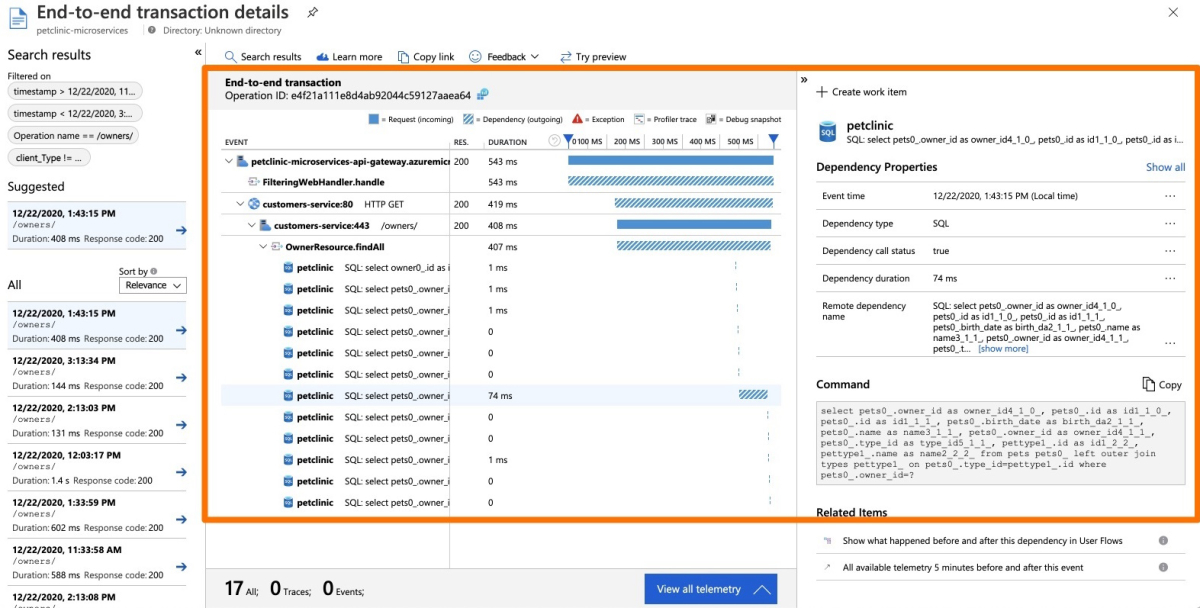 End-to-end transaction details
petclinic-microservices
Directory: Unknown directory
Search results
Filtered on
timestamp > 12/22/2020, 11...
timestamp < 12/22/2020, 3:...
Operation name == /owners/
client_Type != ...
Suggested
12/22/2020, 1:43:15 PM
/owners/
Duration: 408 ms Response code: 200
All
Sort by
Relevance
12/22/2020, 1:43:15 PM
/owners/
Duration: 408 ms Response code: 200
12/22/2020, 3:13:34 PM
/owners/
Duration: 144 ms Response code: 200
12/22/2020, 2:13:03 PM
/owners/
Duration: 131 ms Response code: 200
12/22/2020, 12:03:17 PM
/owners/
Duration: 1.4 s Response code: 200
12/22/2020, 1:33:59 PM
/owners/
Duration: 602 ms Response code: 200
12/22/2020, 11:33:58 AM
/owners/
Duration: 588 ms Response code: 200
12/22/2020, 2:13:08 PM
Search results Learn more Copy link Feedback Try preview
End-to-end transaction
Operation ID: e4f21a111e8d4ab92044c59127aaea64
= Request (incoming) = Dependency (outgoing) = Exception = Profiler trace = Debug snapshot
EVENT RES. DURATION 0 100 MS 200 MS 300 MS 400 MS 500 MS
petclinic-microservices-api-gateway.azuremicr 200 543 ms
FilteringWebHandler.handle 543 ms
customers-service:80 HTTP GET 200 419 ms
customers-service:443 /owners/ 200 408 ms
OwnerResource.findAll 407 ms
petclinic SQL: select owner0_.id as i 1 ms
petclinic SQL: select pets0_.owner_i 1 ms
petclinic SQL: select pets0_.owner_i 1 ms
petclinic SQL: select pets0_.owner_i 0
petclinic SQL: select pets0_.owner_i 0
petclinic SQL: select pets0_.owner_i 0
petclinic SQL: select pets0_.owner_i 74 ms
petclinic SQL: select pets0_.owner_i 0
petclinic SQL: select pets0_.owner_i 0
petclinic SQL: select pets0_.owner_i 1 ms
petclinic SQL: select pets0_.owner_i 0
petclinic SQL: select pets0_.owner_i 0
17 All; 0 Traces; 0 Events;
View all telemetry
Create work item
SQL
petclinic
SQL: select pets0_.owner_id as owner_id4_1_0_, pets0_.id as id1_1_0_, pets0_.id as i...
Dependency Properties Show all
Event time 12/22/2020, 1:43:15 PM (Local time) ...
Dependency type SQL ...
Dependency call status true ...
Dependency duration 74 ms ...
Remote dependency name
SQL: select pets0_.owner_id as owner_id4_1_0_,
pets0_.id as id1_1_0_, pets0_.id as id1_1_1_,
pets0_.birth_date as birth_da2_1_1_, pets0_.name as
name3_1_1_, pets0_.owner_id as owner_id4_1_1_,
pets0_.t... [show more] ...
Command Copy
select pets0_.owner_id as owner_id4_1_0_, pets0_.id as id1_1_0_,
pets0_.id as id1_1_1_, pets0_.birth_date as birth_da2_1_1_,
pets0_.name as name3_1_1_, pets0_.owner_id as owner_id4_1_1_,
pets0_.type_id as type_id5_1_1_, pettype1_.id as id1_2_2_,
pettype1_.name as name2_2_2_ from pets pets0_ left outer join
types pettype1_ on pets0_.type_id=pettype1_.id where
pets0_.owner_id=?
Related Items
Show what happened before and after this dependency in User Flows
All available telemetry 5 minutes before and after this event